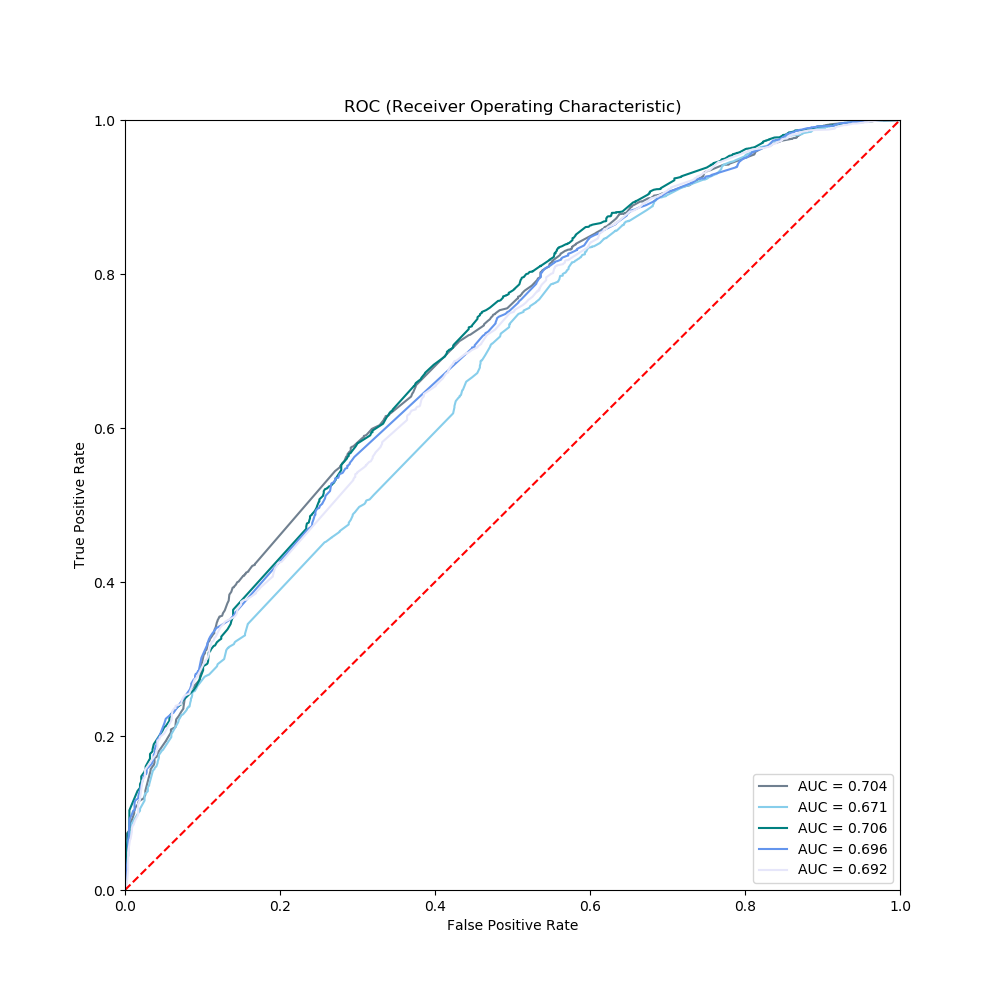 ROC (Receiver Operating Characteristic)
True Positive Rate
1.0
0.8
0.6
0.4
0.2
0.0
0.0 0.2 0.4 0.6 0.8 1.0
False Positive Rate
AUC = 0.704
AUC = 0.671
AUC = 0.706
AUC = 0.696
AUC = 0.692